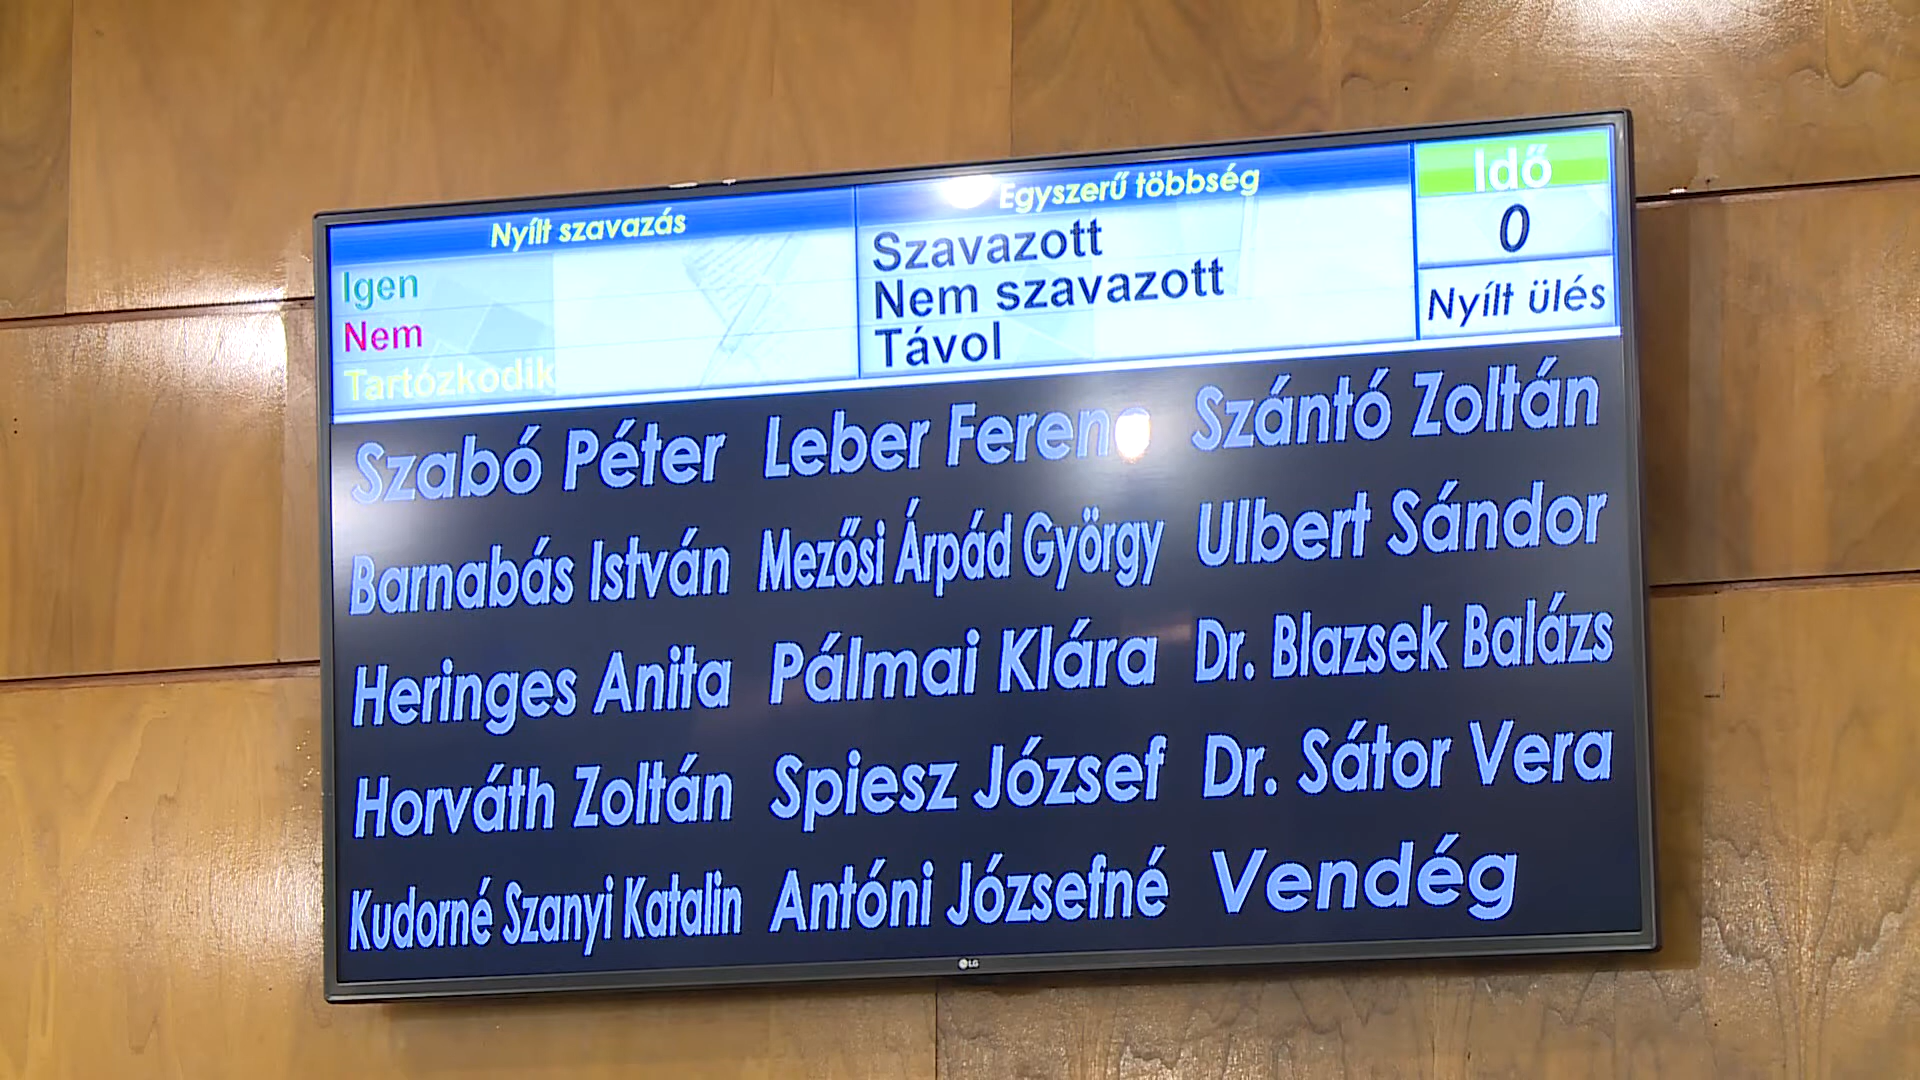 Nyílt szavazás
Igen
Nem
Tartózkodik
Egyszerű többség
Szavazott
Nem szavazott
Távol
Idő
0
Nyílt ülés
Szabó Péter Leber Ferenc Szántó Zoltán
Barnabás István Mezősi Árpád György Ulbert Sándor
Heringes Anita Pálmai Klára Dr. Blazsek Balázs
Horváth Zoltán Spiesz József Dr. Sátor Vera
Kudorné Szanyi Katalin Antóni Józsefné Vendég
LG